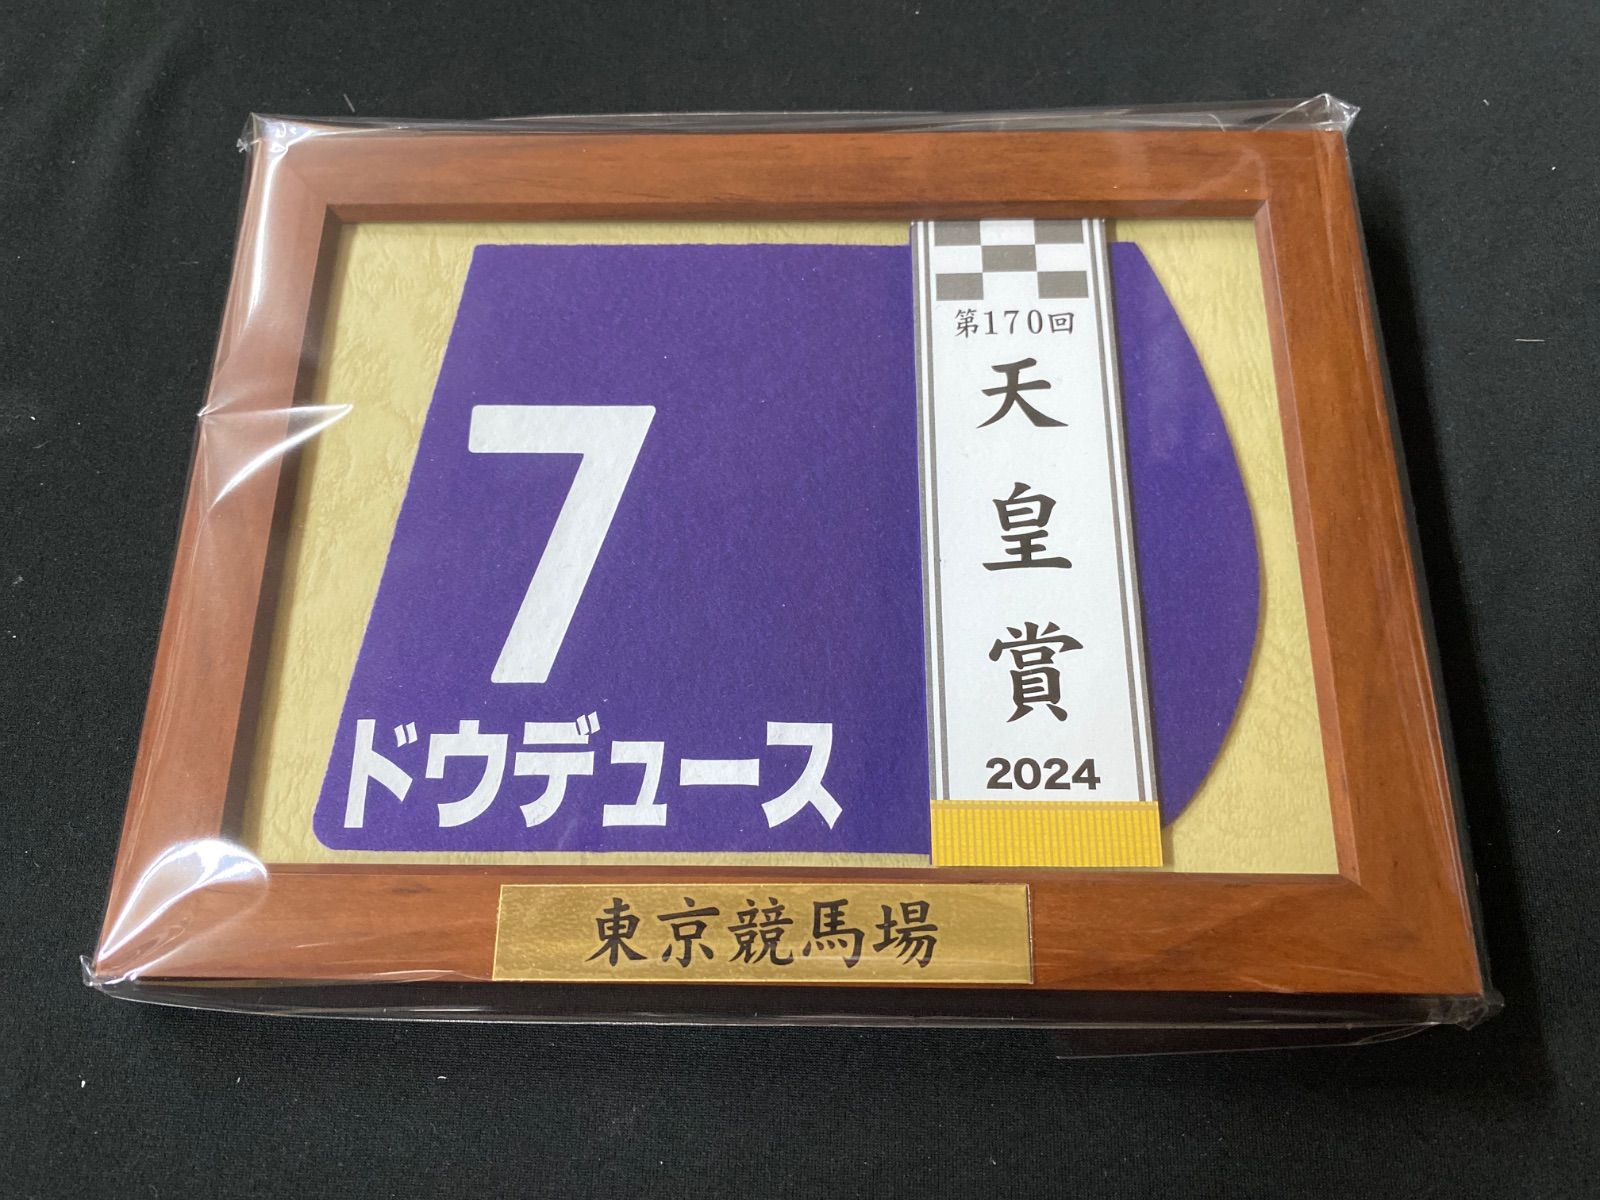 7
ドウデュース
第170回
天皇賞
2024
東京競馬場